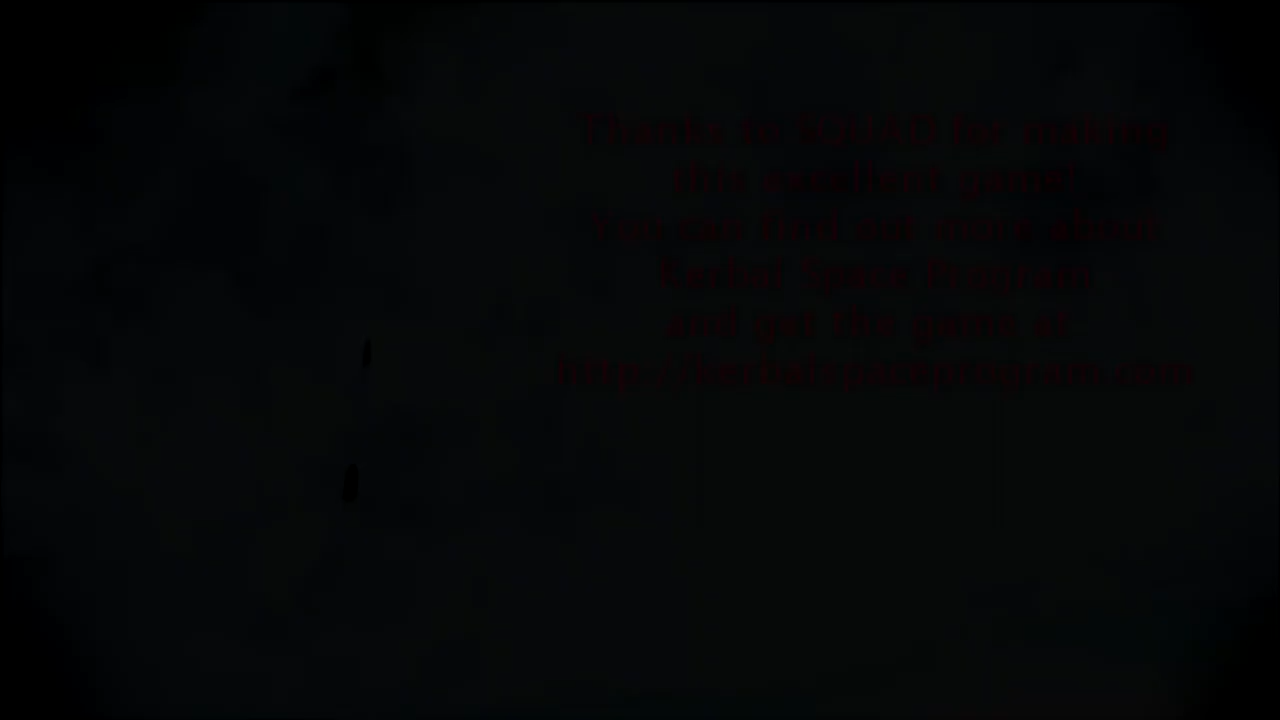 Thanks to SQUAD for making
this excellent game!
You can find out more about
Kerbal Space Program
and get the game at
http://kerbalspaceprogram.com